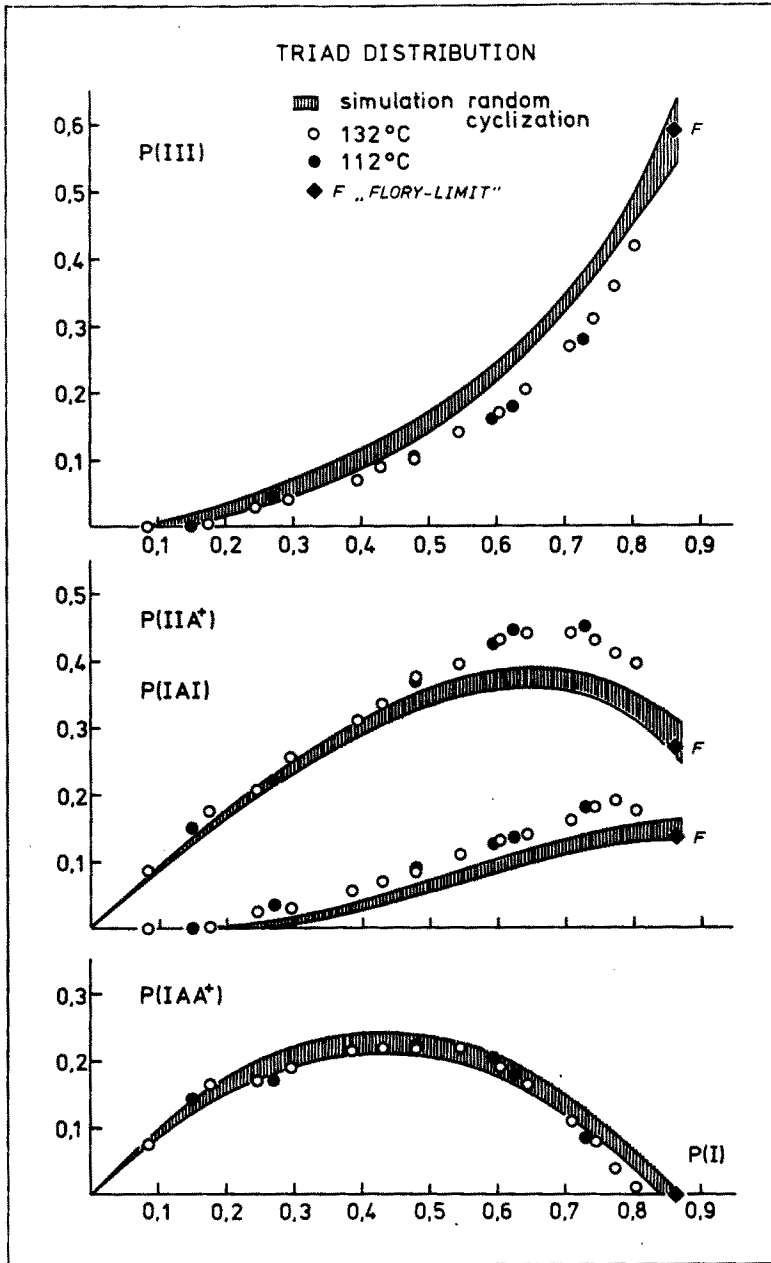 TRIAD DISTRIBUTION
simulation random cyclization
132°C
112°C
F „FLORY-LIMIT"
P(III)
F
0,6
0,5
0,4
0,3
0,2
0,1
0,1 0,2 0,3 0,4 0,5 0,6 0,7 0,8 0,9
P(IIA⁺)
P(IAI)
F
F
0,5
0,4
0,3
0,2
0,1
0,1 0,2 0,3 0,4 0,5 0,6 0,7 0,8 0,9
P(IAA⁺)
P(I)
0,3
0,2
0,1
0,1 0,2 0,3 0,4 0,5 0,6 0,7 0,8 0,9